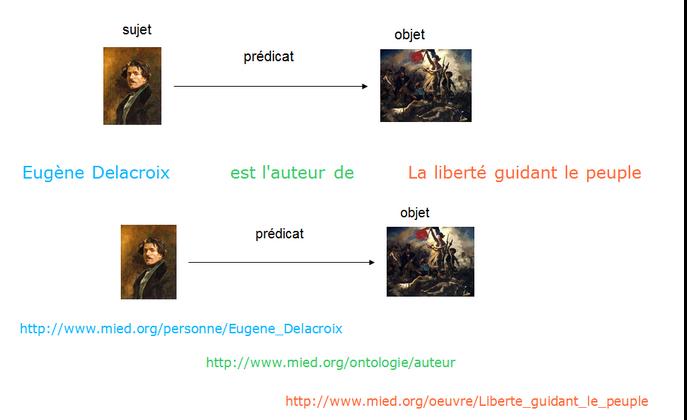 sujet
objet
prédicat
Eugène Delacroix est l'auteur de La liberté guidant le peuple
objet
prédicat
http://www.mied.org/personne/Eugene_Delacroix
http://www.mied.org/ontologie/auteur
http://www.mied.org/oeuvre/Liberte_guidant_le_peuple